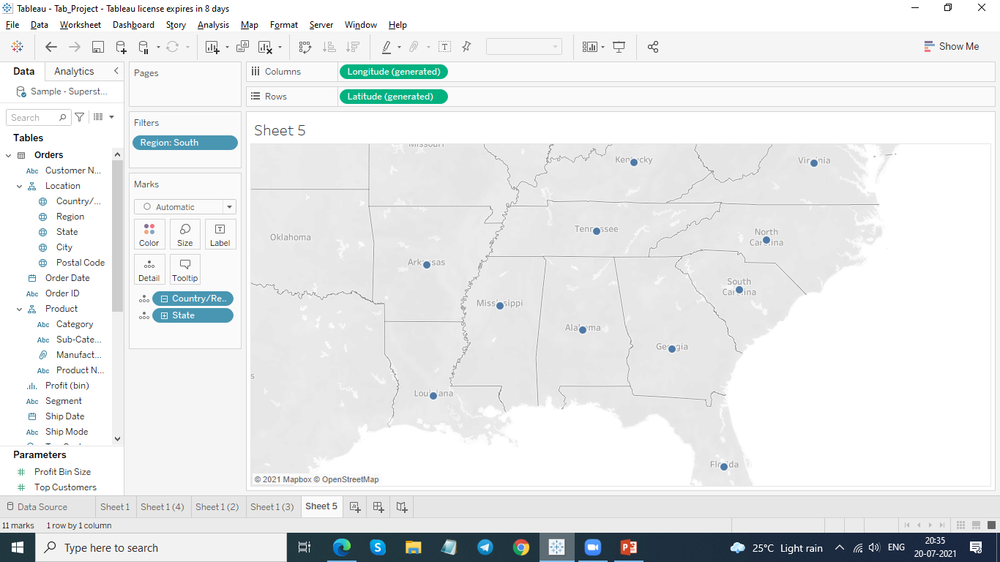 Tableau - Tab_Project - Tableau license expires in 8 days
File Data Worksheet Dashboard Story Analysis Map Format Server Window Help
Show Me
Data Analytics
Sample - Superst...
Search
Tables
Orders
Customer N...
Location
Country/...
Region
State
City
Postal Code
Order Date
Order ID
Product
Category
Sub-Cate...
Manufact...
Product N...
Profit (bin)
Segment
Ship Date
Ship Mode
Parameters
Profit Bin Size
Top Customers
Pages
Filters
Region: South
Marks
Automatic
Color Size Label
Detail Tooltip
Country/Re..
State
Columns Longitude (generated)
Rows Latitude (generated)
Sheet 5
Missouri
Kentucky
Virginia
Oklahoma
Tennessee
North
Carolina
Arkansas
South
Carolina
Mississippi
Alabama
Georgia
Louisiana
Florida
© 2021 Mapbox © OpenStreetMap
Data Source Sheet 1 Sheet 1 (4) Sheet 1 (2) Sheet 1 (3) Sheet 5
11 marks 1 row by 1 column
Type here to search
25°C Light rain
ENG
20:35
20-07-2021